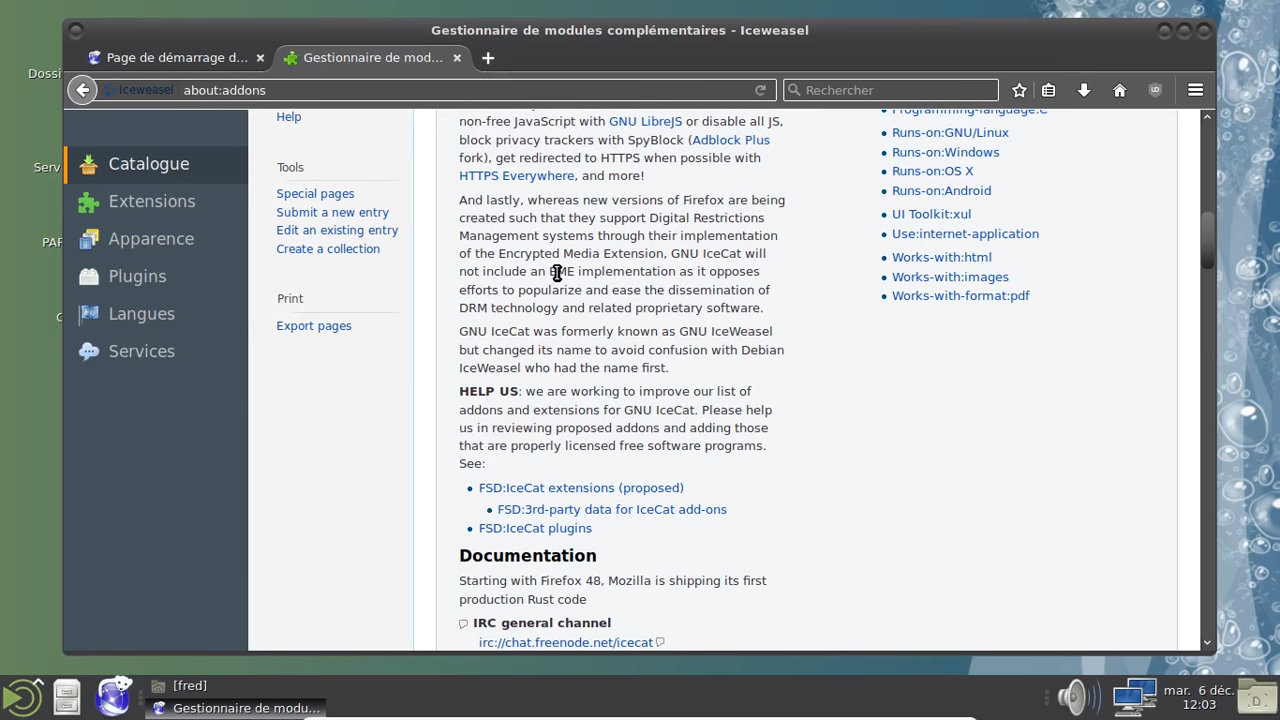 Gestionnaire de modules complémentaires - Iceweasel
Page de démarrage d...
Gestionnaire de mod...
Iceweasel
about:addons
Rechercher
Dossi
Serv
PAR
C
Catalogue
Extensions
Apparence
Plugins
Langues
Services
Help
Tools
Special pages
Submit a new entry
Edit an existing entry
Create a collection
Print
Export pages
non-free JavaScript with GNU LibreJS or disable all JS,
block privacy trackers with SpyBlock (Adblock Plus
fork), get redirected to HTTPS when possible with
HTTPS Everywhere, and more!
And lastly, whereas new versions of Firefox are being
created such that they support Digital Restrictions
Management systems through their implementation
of the Encrypted Media Extension, GNU IceCat will
not include an EME implementation as it opposes
efforts to popularize and ease the dissemination of
DRM technology and related proprietary software.
GNU IceCat was formerly known as GNU IceWeasel
but changed its name to avoid confusion with Debian
IceWeasel who had the name first.
HELP US: we are working to improve our list of
addons and extensions for GNU IceCat. Please help
us in reviewing proposed addons and adding those
that are properly licensed free software programs.
See:
FSD:IceCat extensions (proposed)
FSD:3rd-party data for IceCat add-ons
FSD:IceCat plugins
Documentation
Starting with Firefox 48, Mozilla is shipping its first
production Rust code
IRC general channel
irc://chat.freenode.net/icecat
Programming-language:C
Runs-on:GNU/Linux
Runs-on:Windows
Runs-on:OS X
Runs-on:Android
UI Toolkit:xul
Use:internet-application
Works-with:html
Works-with:images
Works-with-format:pdf
[fred]
Gestionnaire de modu...
mar. 6 déc.
12:03
D